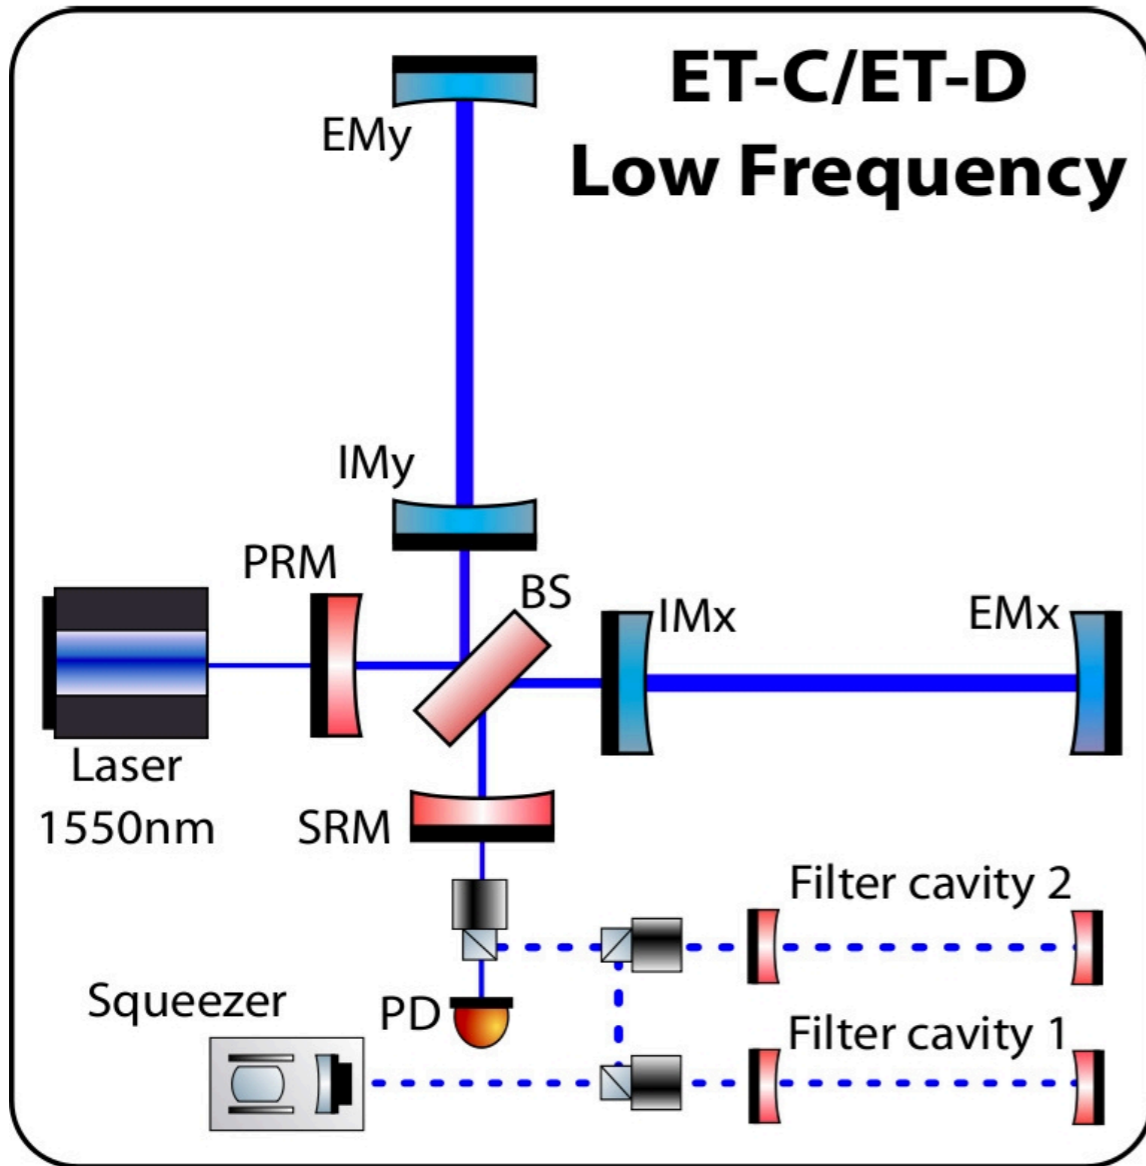 ET-C/ET-D
Low Frequency
EMy
IMy
PRM
BS
IMx
EMx
Laser
1550nm
SRM
Filter cavity 2
Squeezer
PD
Filter cavity 1